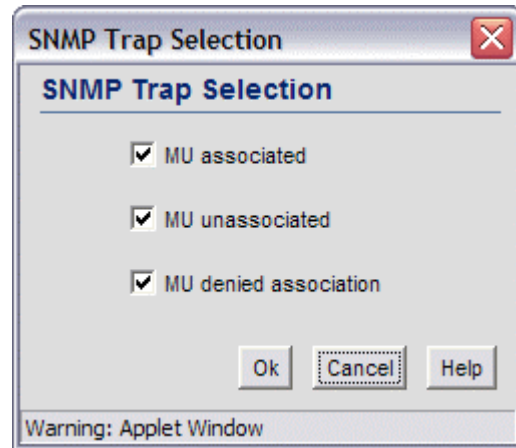 SNMP Trap Selection
SNMP Trap Selection
MU associated
MU unassociated
MU denied association
Ok Cancel Help
Warning: Applet Window